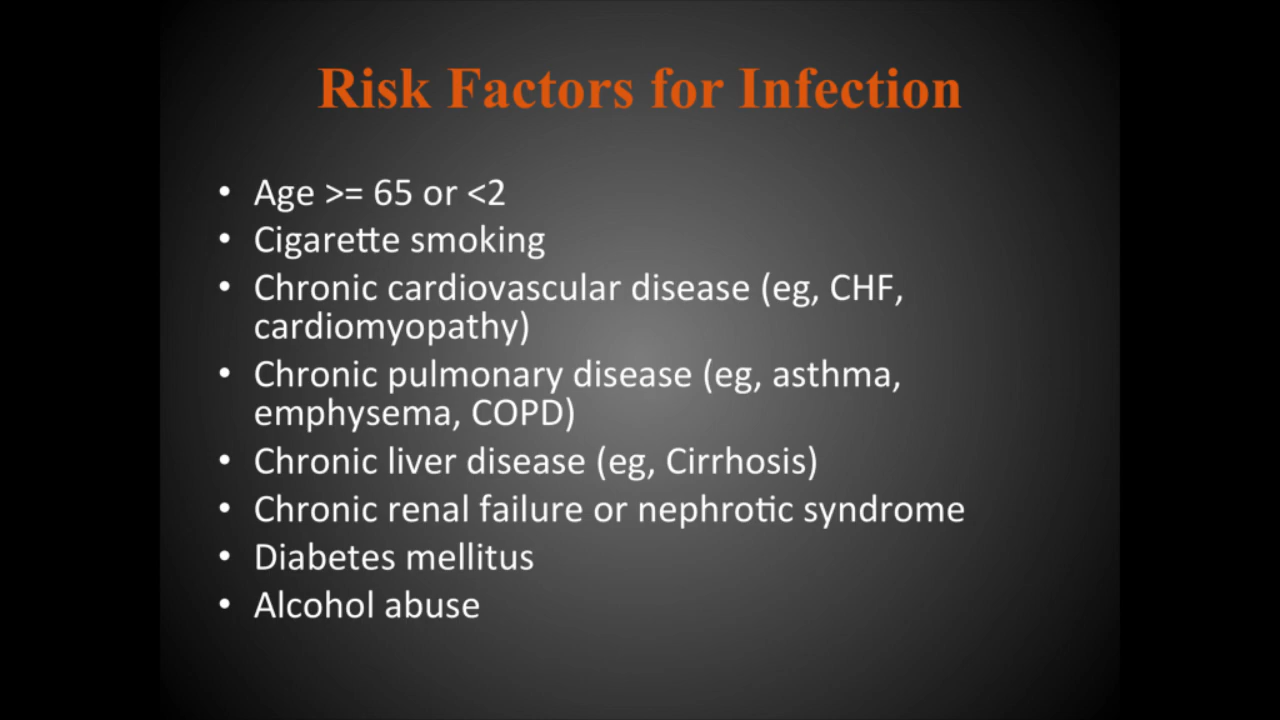 Risk Factors for Infection
• Age >= 65 or <2
• Cigarette smoking
• Chronic cardiovascular disease (eg, CHF,
cardiomyopathy)
• Chronic pulmonary disease (eg, asthma,
emphysema, COPD)
• Chronic liver disease (eg, Cirrhosis)
• Chronic renal failure or nephrotic syndrome
• Diabetes mellitus
• Alcohol abuse